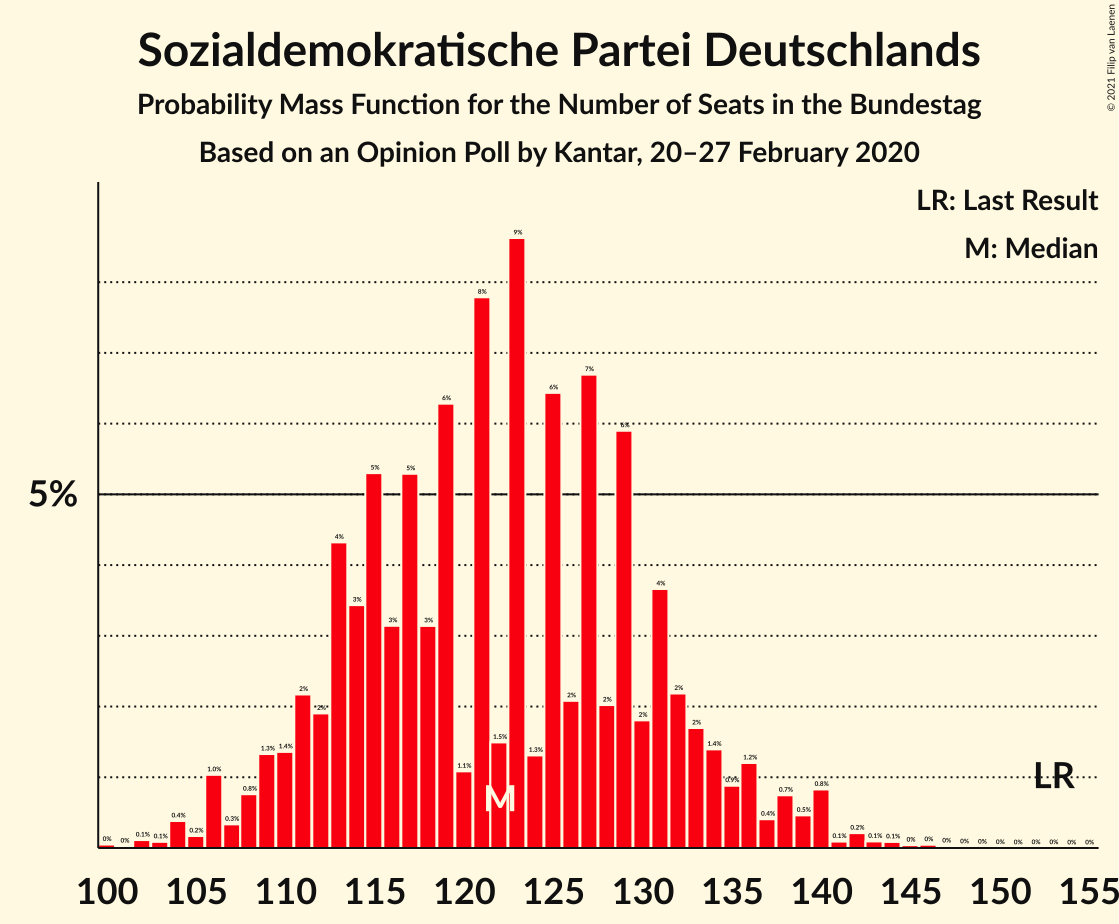 Sozialdemokratische Partei Deutschlands
Probability Mass Function for the Number of Seats in the Bundestag
Based on an Opinion Poll by Kantar, 20–27 February 2020
© 2021 Filip van Laenen
LR: Last Result
M: Median
5%
0% 0% 0.1% 0.1% 0.4% 0.2% 1.0% 0.3% 0.8% 1.3% 1.4% 2% 2% 4% 3% 5% 3% 5% 3% 6% 1.1% 8% 1.5% 9% 1.3% 6% 2% 7% 2% 6% 2% 4% 2% 2% 1.4% 0.9% 1.2% 0.4% 0.7% 0.5% 0.8% 0.1% 0.2% 0.1% 0.1% 0% 0% 0% 0% 0% 0% 0% 0% 0% 0% 0%
M
LR
100 105 110 115 120 125 130 135 140 145 150 155